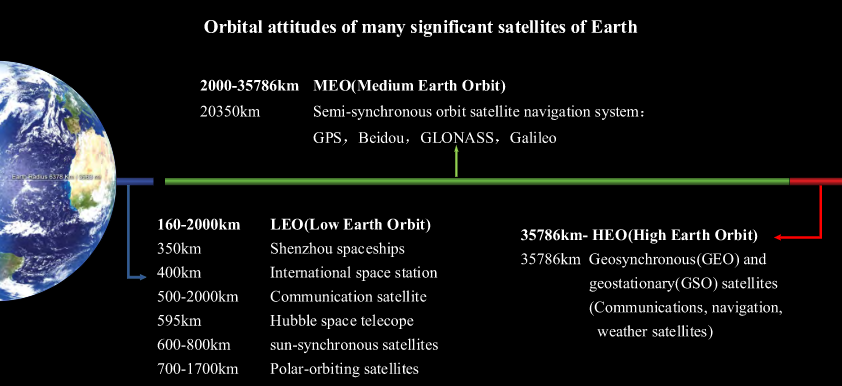 Orbital attitudes of many significant satellites of Earth
2000-35786km MEO(Medium Earth Orbit)
20350km Semi-synchronous orbit satellite navigation system：
GPS，Beidou，GLONASS，Galileo
Earth Radius 6378 Km /
160-2000km LEO(Low Earth Orbit)
350km Shenzhou spaceships
400km International space station
500-2000km Communication satellite
595km Hubble space telecope
600-800km sun-synchronous satellites
700-1700km Polar-orbiting satellites
35786km- HEO(High Earth Orbit)
35786km Geosynchronous(GEO) and
geostationary(GSO) satellites
(Communications, navigation,
weather satellites)